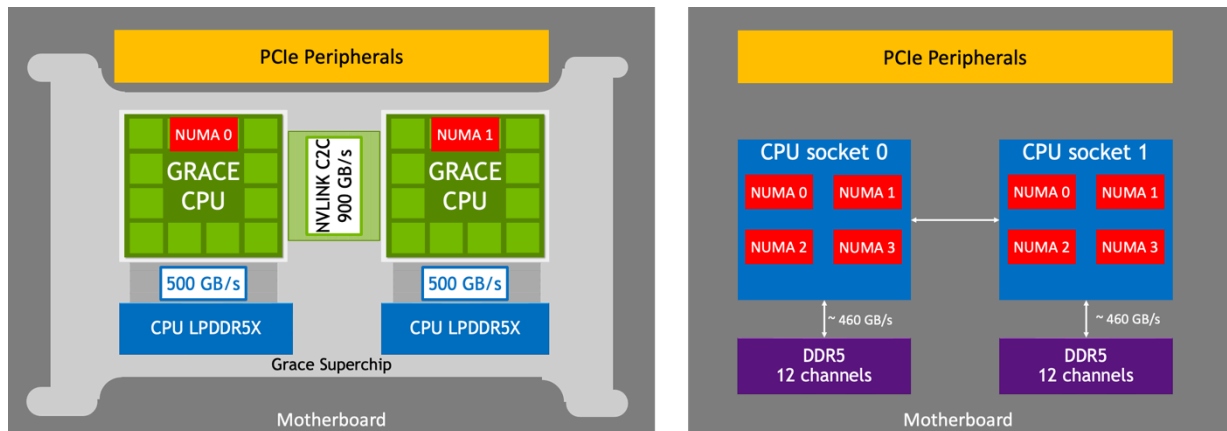 PCIe Peripherals
NUMA 0
GRACE
CPU
NVLINK C2C
900 GB/s
NUMA 1
GRACE
CPU
500 GB/s
500 GB/s
CPU LPDDR5X
CPU LPDDR5X
Grace Superchip
Motherboard
PCIe Peripherals
CPU socket 0
NUMA 0
NUMA 1
NUMA 2
NUMA 3
CPU socket 1
NUMA 0
NUMA 1
NUMA 2
NUMA 3
~ 460 GB/s
~ 460 GB/s
DDR5
12 channels
DDR5
12 channels
Motherboard